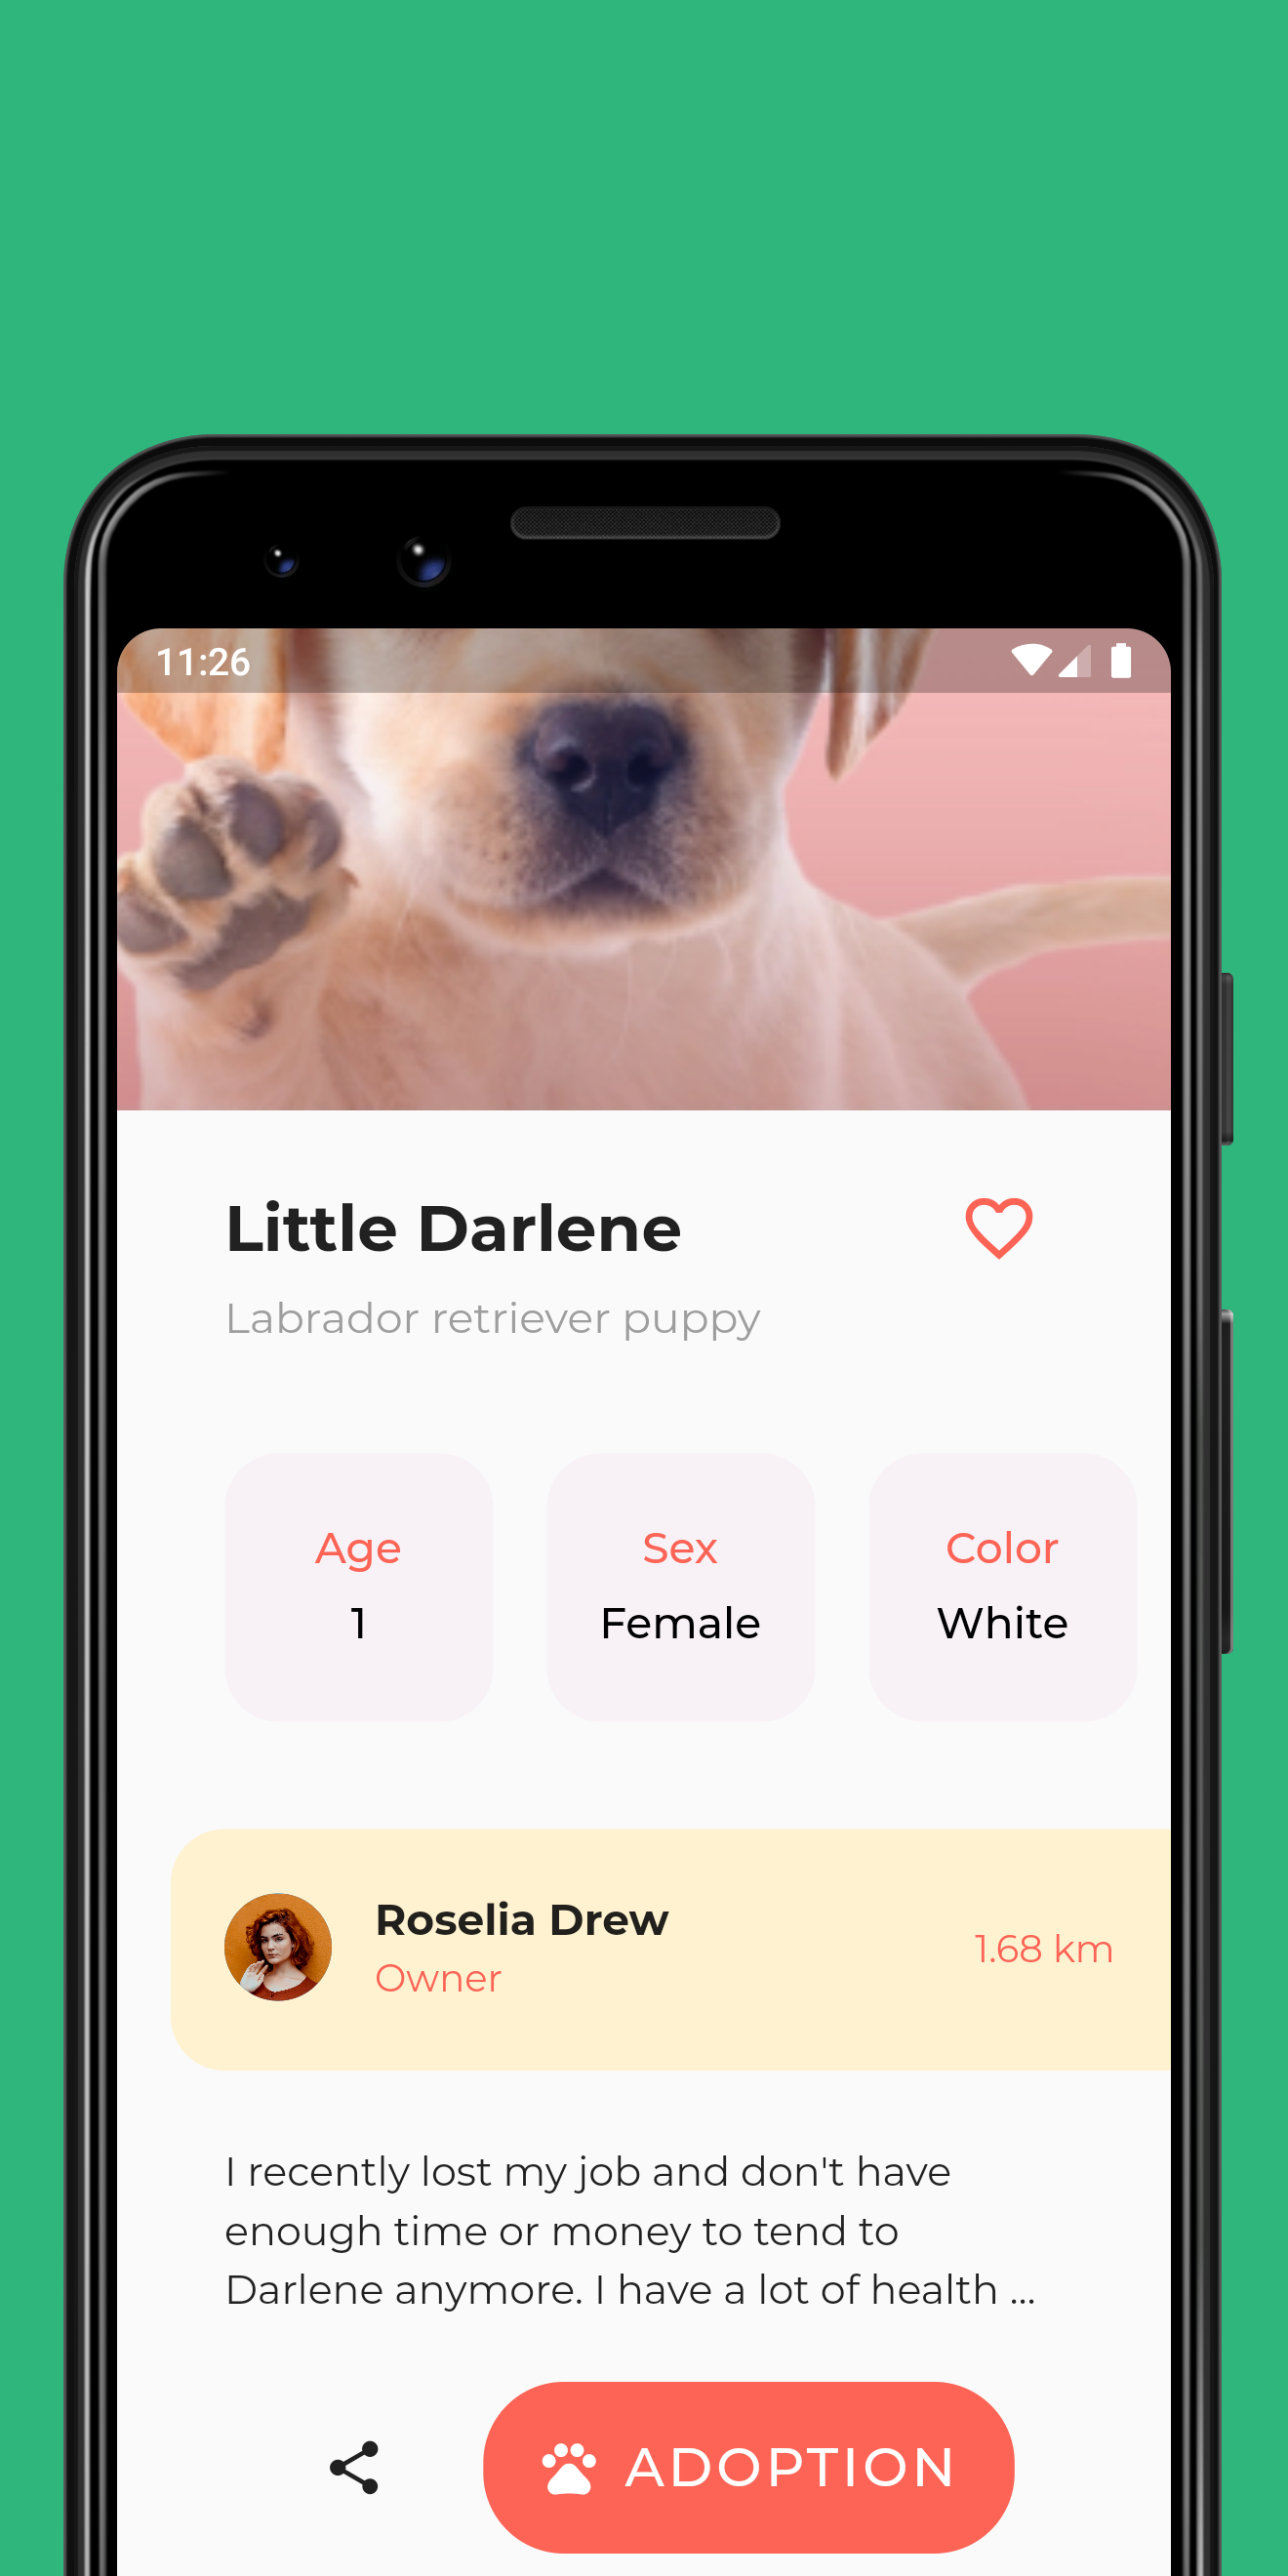 11:26
Little Darlene
Labrador retriever puppy
Age
1
Sex
Female
Color
White
Roselia Drew
Owner
1.68 km
I recently lost my job and don't have
enough time or money to tend to
Darlene anymore. I have a lot of health ...
ADOPTION